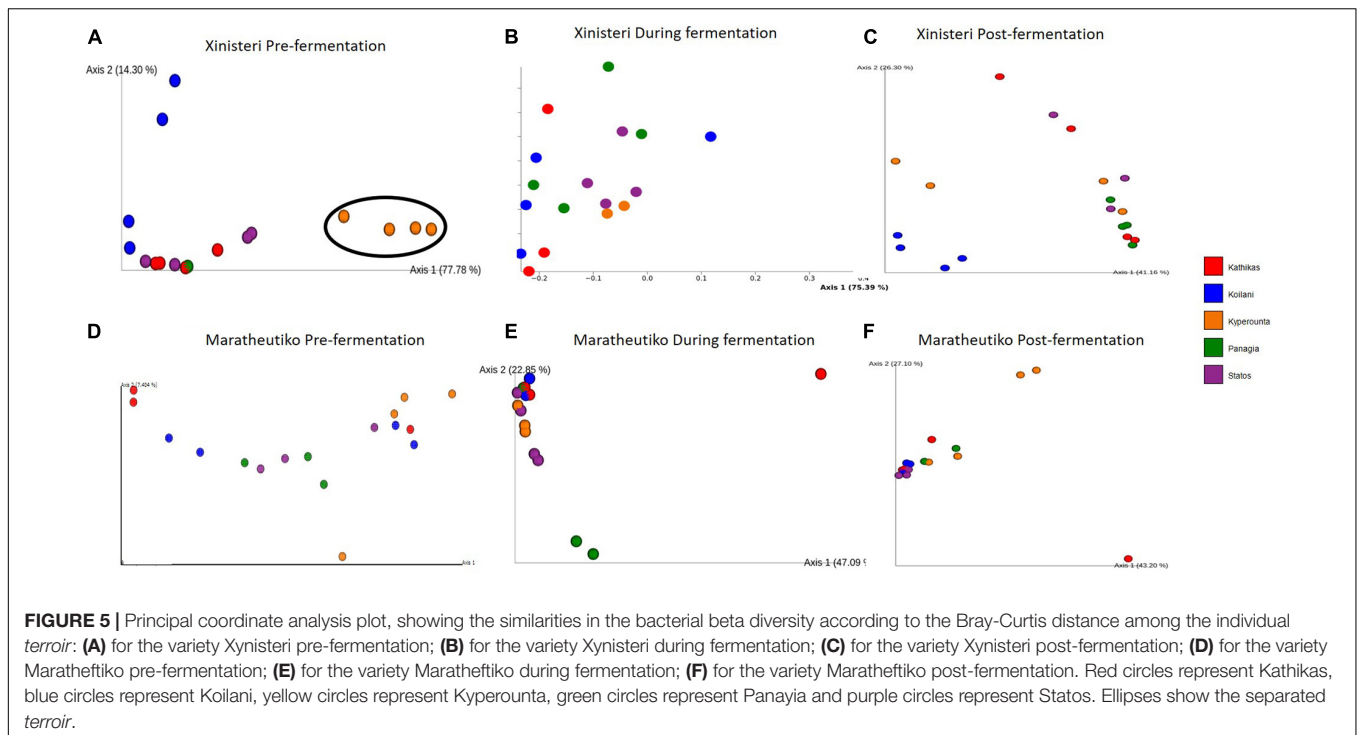 A
Xinisteri Pre-fermentation
Axis 2 (14.30 %)
Axis 1 (77.78 %)
B
Xinisteri During fermentation
−0.2
−0.1
0.0
0.1
0.2
0.3
Axis 1 (75.39 %)
C
Xinisteri Post-fermentation
Axis 2 (26.30 %)
Axis 1 (41.16 %)
Kathikas
Koilani
Kyperounta
Panagia
Statos
D
Maratheutiko Pre-fermentation
Axis 1
E
Maratheutiko During fermentation
Axis 2 (22.85 %)
Axis 1 (47.09 %
F
Maratheutiko Post-fermentation
Axis 2 (27.10 %)
Axis 1 (43.20 %)
FIGURE 5 | Principal coordinate analysis plot, showing the similarities in the bacterial beta diversity according to the Bray-Curtis distance among the individual
terroir: (A) for the variety Xynisteri pre-fermentation; (B) for the variety Xynisteri during fermentation; (C) for the variety Xynisteri post-fermentation; (D) for the variety
Maratheftiko pre-fermentation; (E) for the variety Maratheftiko during fermentation; (F) for the variety Maratheftiko post-fermentation. Red circles represent Kathikas,
blue circles represent Koilani, yellow circles represent Kyperounta, green circles represent Panayia and purple circles represent Statos. Ellipses show the separated
terroir.